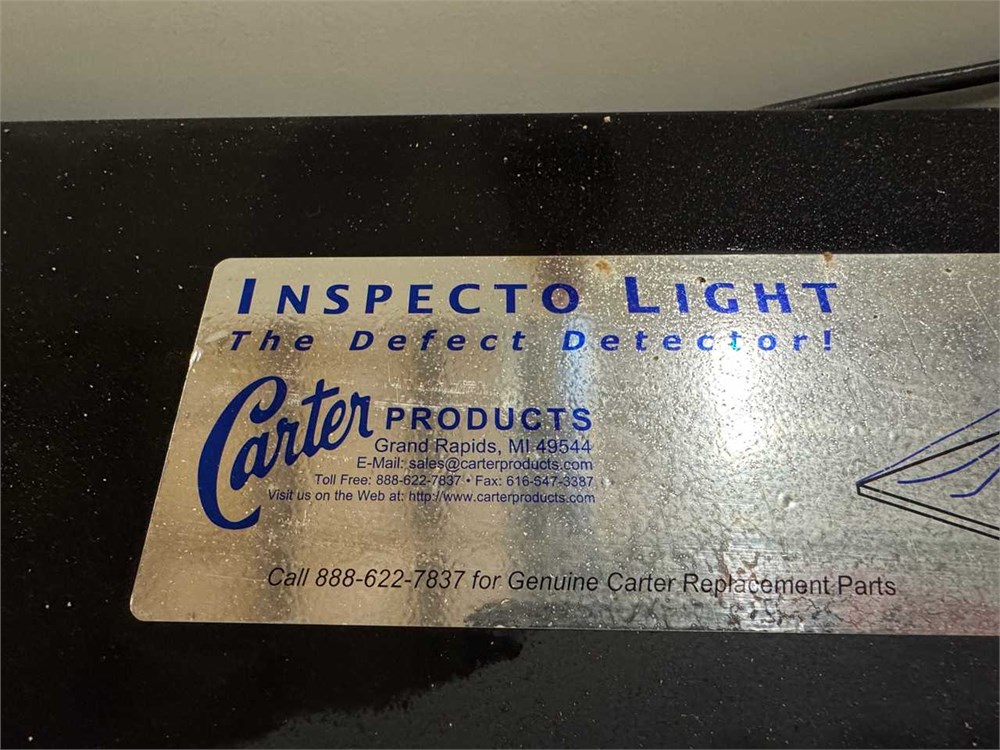 INSPECTO LIGHT
The Defect Detector!
Carter PRODUCTS
Grand Rapids, MI 49544
E-Mail: sales@carterproducts.com
Toll Free: 888-622-7837 • Fax: 616-547-3387
Visit us on the Web at: http://www.carterproducts.com
Call 888-622-7837 for Genuine Carter Replacement Parts